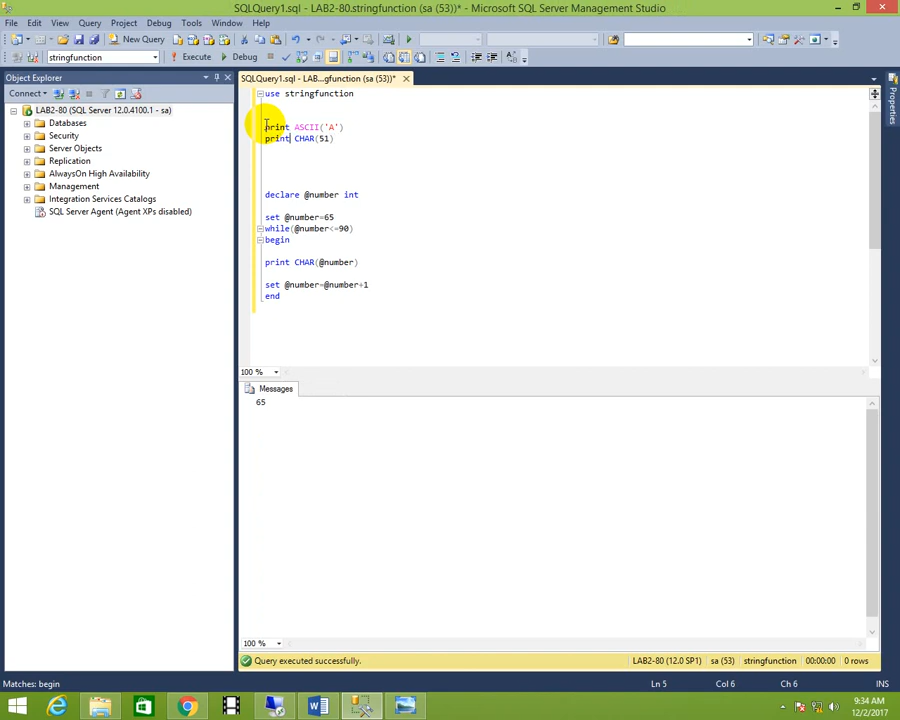 SQLQuery1.sql - LAB2-80.stringfunction (sa (53))* - Microsoft SQL Server Management Studio
File Edit View Query Project Debug Tools Window Help
New Query
stringfunction Execute Debug
Object Explorer
SQLQuery1.sql - LAB...gfunction (sa (53))*
Properties
Connect
LAB2-80 (SQL Server 12.0.4100.1 - sa)
Databases
Security
Server Objects
Replication
AlwaysOn High Availability
Management
Integration Services Catalogs
SQL Server Agent (Agent XPs disabled)
use stringfunction
print ASCII('A')
print CHAR(51)
declare @number int
set @number=65
while(@number<=90)
begin
print CHAR(@number)
set @number=@number+1
end
100 %
Messages
65
100 %
Query executed successfully. LAB2-80 (12.0 SP1) sa (53) stringfunction 00:00:00 0 rows
Matches: begin Ln 5 Col 6 Ch 6 INS
9:34 AM
12/2/2017